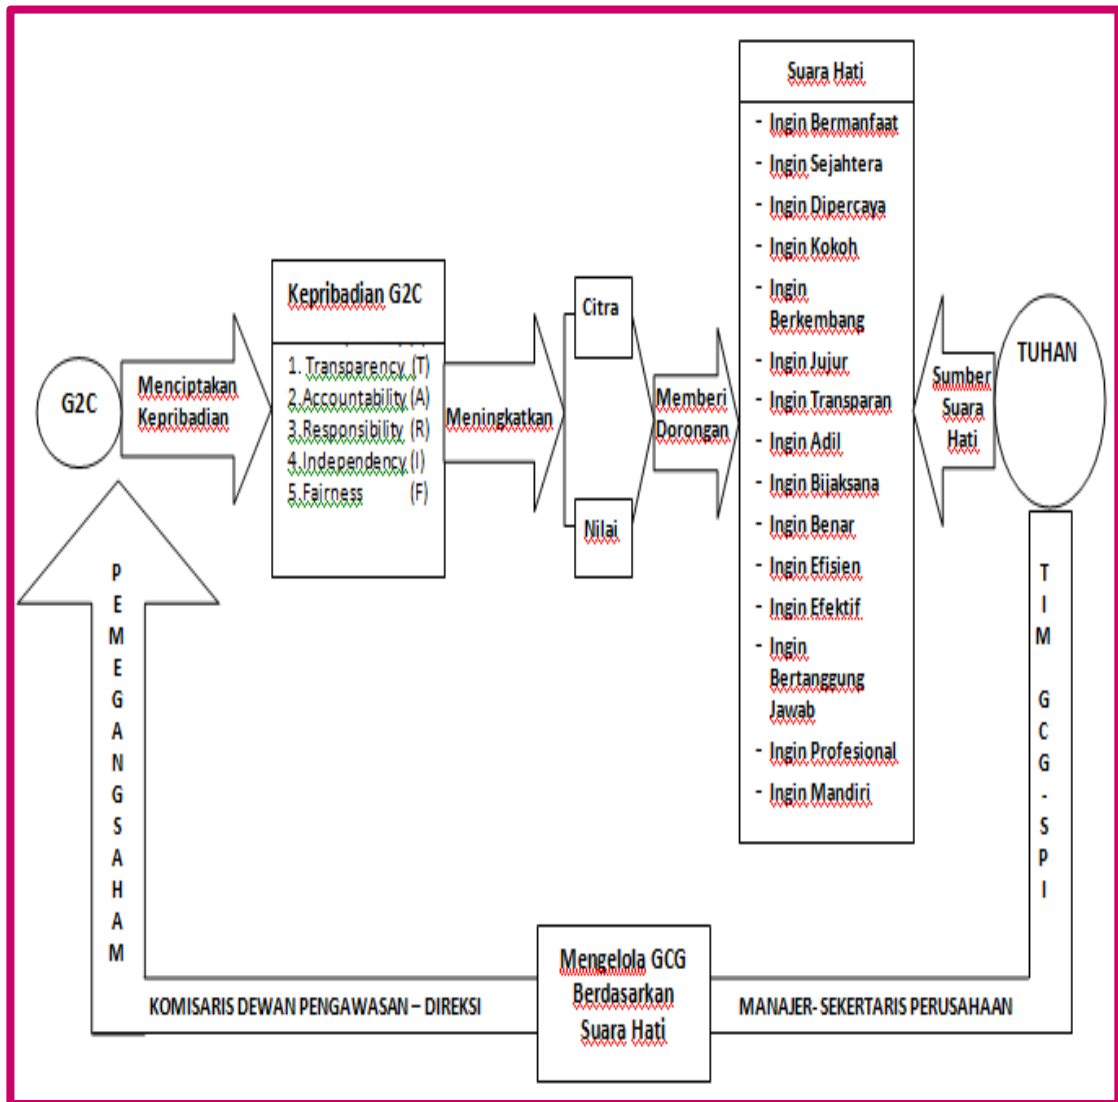 G2C
Menciptakan
Kepribadian
Kepribadian G2C
1. Transparency (T)
2.Accountability (A)
3.Responsibility (R)
4.Independency (I)
5.Fairness (F)
Meningkatkan
Citra
Nilai
Memberi
Dorongan
Suara Hati
- Ingin Bermanfaat
- Ingin Sejahtera
- Ingin Dipercaya
- Ingin Kokoh
- Ingin
Berkembang
- Ingin Jujur
- Ingin Transparan
- Ingin Adil
- Ingin Bijaksana
- Ingin Benar
- Ingin Efisien
- Ingin Efektif
- Ingin
Bertanggung
Jawab
- Ingin Profesional
- Ingin Mandiri
Sumber
Suara
Hati
TUHAN
TIM GCG-SPI
MANAJER- SEKERTARIS PERUSAHAAN
Mengelola GCG
Berdasarkan
Suara Hati
KOMISARIS DEWAN PENGAWASAN – DIREKSI
PEMEGANGSAHAM